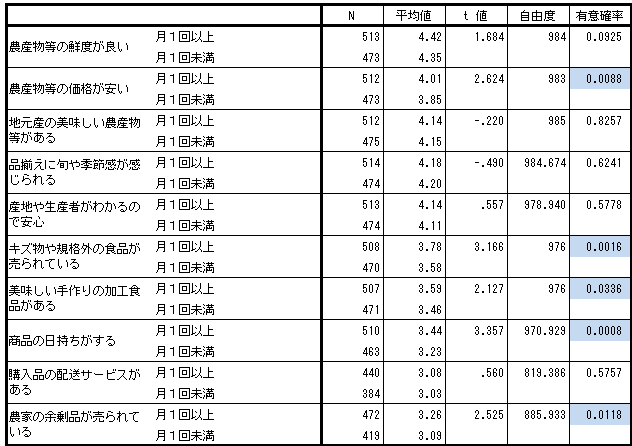 N 平均値 t 値 自由度 有意確率
農産物等の鮮度が良い 月１回以上 513 4.42 1.684 984 0.0925
月１回未満 473 4.35
農産物等の価格が安い 月１回以上 512 4.01 2.624 983 0.0088
月１回未満 473 3.85
地元産の美味しい農産物等がある 月１回以上 512 4.14 -.220 985 0.8257
月１回未満 475 4.15
品揃えに旬や季節感が感じられる 月１回以上 514 4.18 -.490 984.674 0.6241
月１回未満 474 4.20
産地や生産者がわかるので安心 月１回以上 513 4.14 .557 978.940 0.5778
月１回未満 474 4.11
キズ物や規格外の食品が売られている 月１回以上 508 3.78 3.166 976 0.0016
月１回未満 470 3.58
美味しい手作りの加工食品がある 月１回以上 507 3.59 2.127 976 0.0336
月１回未満 471 3.46
商品の日持ちがする 月１回以上 510 3.44 3.357 970.929 0.0008
月１回未満 463 3.23
購入品の配送サービスがある 月１回以上 440 3.08 .560 819.386 0.5757
月１回未満 384 3.03
農家の余剰品が売られている 月１回以上 472 3.26 2.525 885.933 0.0118
月１回未満 419 3.09